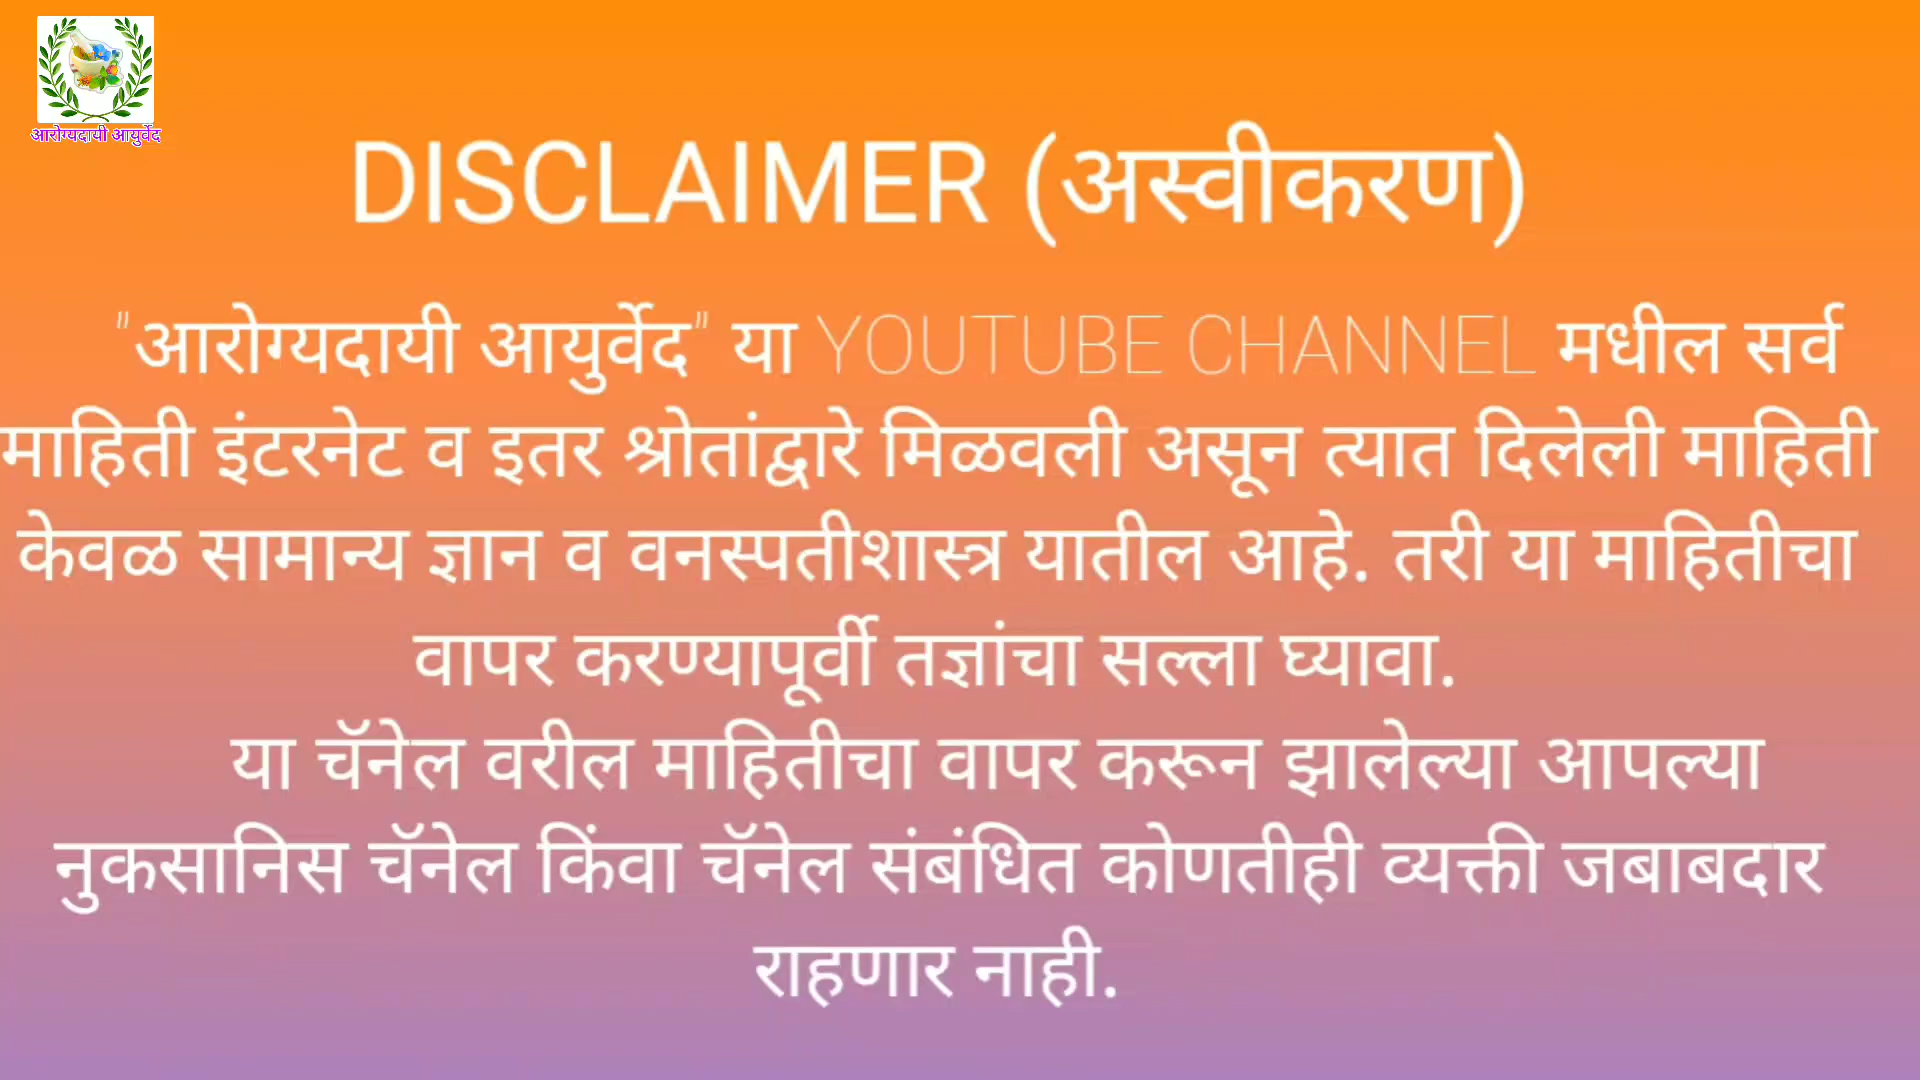 आरोग्यदायी आयुर्वेद
DISCLAIMER (अस्वीकरण)
"आरोग्यदायी आयुर्वेद" या YOUTUBE CHANNEL मधील सर्व
माहिती इंटरनेट व इतर श्रोतांद्वारे मिळवली असून त्यात दिलेली माहिती
केवळ सामान्य ज्ञान व वनस्पतीशास्त्र यातील आहे. तरी या माहितीचा
वापर करण्यापूर्वी तज्ञांचा सल्ला घ्यावा.
या चॅनेल वरील माहितीचा वापर करून झालेल्या आपल्या
नुकसानिस चॅनेल किंवा चॅनेल संबंधित कोणतीही व्यक्ती जबाबदार
राहणार नाही.